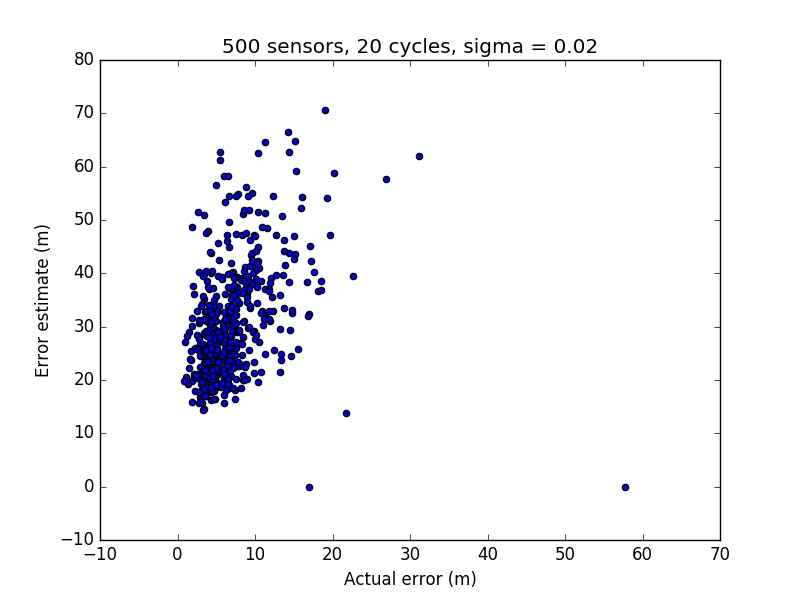 500 sensors, 20 cycles, sigma = 0.02
80
70
60
50
40
30
20
10
0
−10
Error estimate (m)
−10 0 10 20 30 40 50 60 70
Actual error (m)